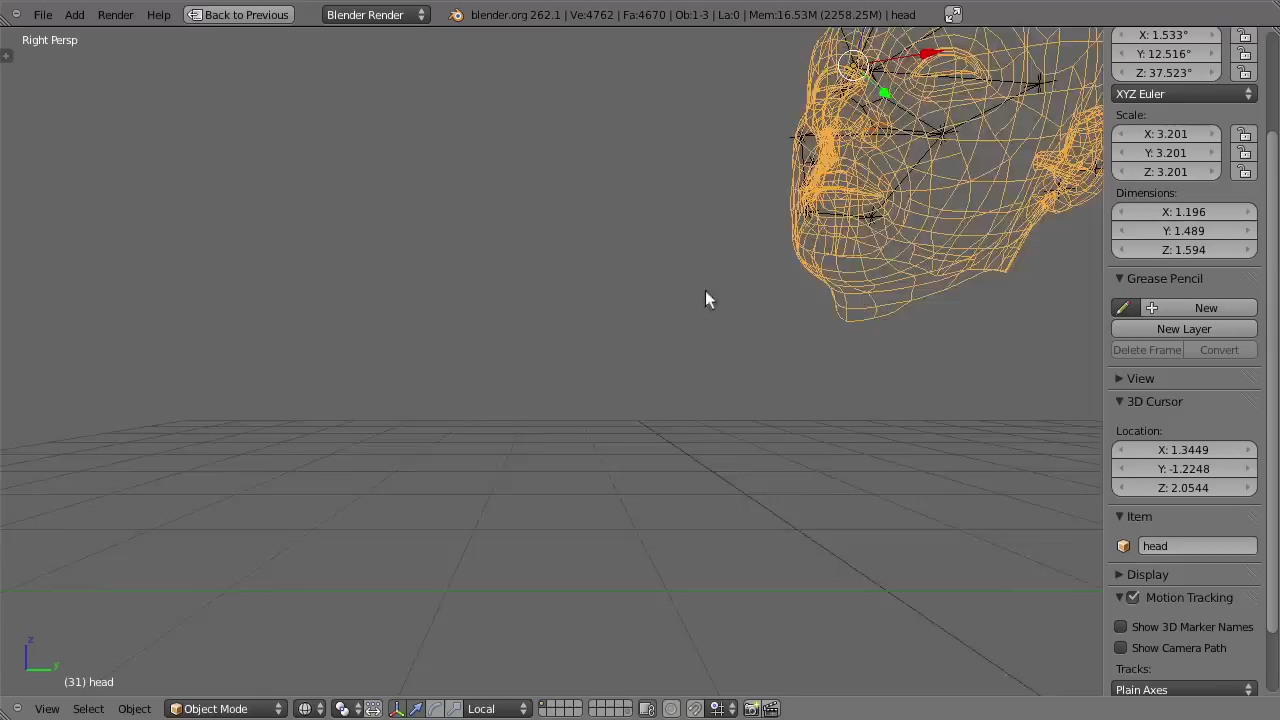 File Add Render Help Back to Previous Blender Render blender.org 262.1 | Ve:4762 | Fa:4670 | Ob:1-3 | La:0 | Mem:16.53M (2258.25M) | head
Right Persp
X: 1.533°
Y: 12.516°
Z: 37.523°
XYZ Euler
Scale:
X: 3.201
Y: 3.201
Z: 3.201
Dimensions:
X: 1.196
Y: 1.489
Z: 1.594
Grease Pencil
New
New Layer
Delete Frame Convert
View
3D Cursor
Location:
X: 1.3449
Y: -1.2248
Z: 2.0544
Item
head
Display
Motion Tracking
Show 3D Marker Names
Show Camera Path
Tracks:
Plain Axes
z
y
(31) head
View Select Object Object Mode Local